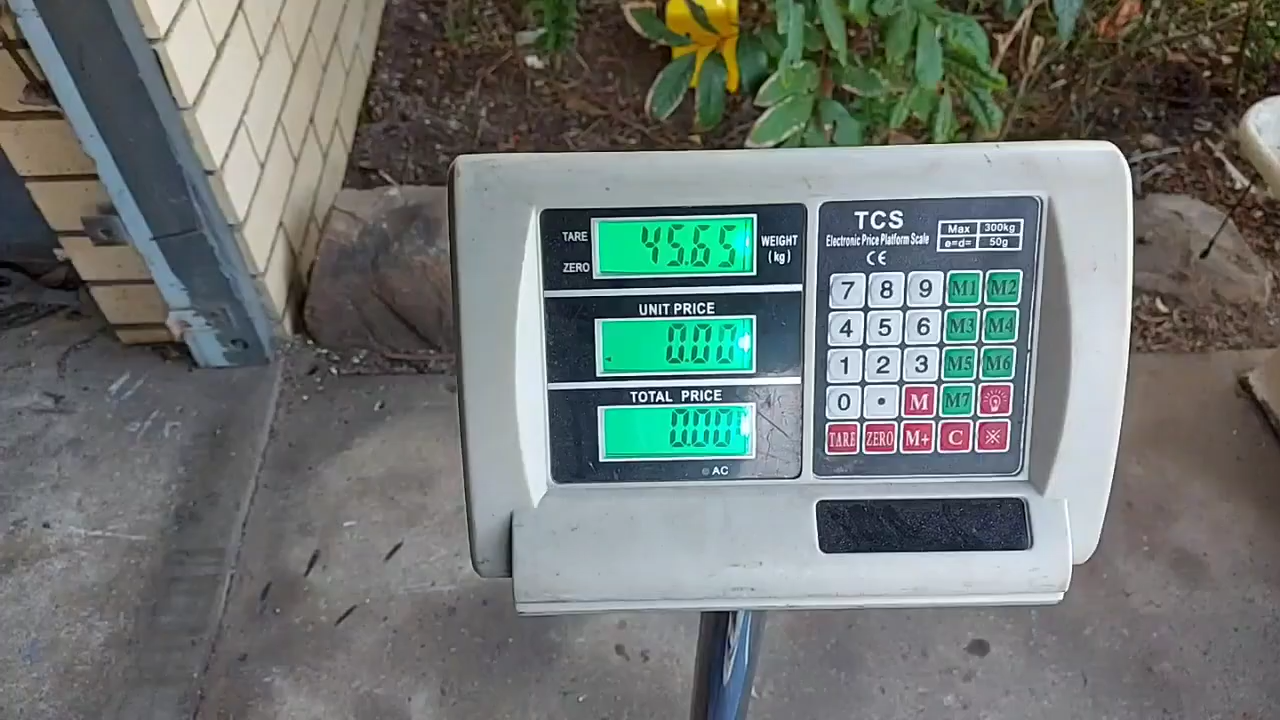 TARE
ZERO
45.65
WEIGHT
(kg)
UNIT PRICE
0.00
TOTAL PRICE
0.00
AC
TCS
Electronic Price Platform Scale
CE
Max 300kg
e=d= 50g
7 8 9 M1 M2
4 5 6 M3 M4
1 2 3 M5 M6
0 • M M7
TARE ZERO M+ C ※